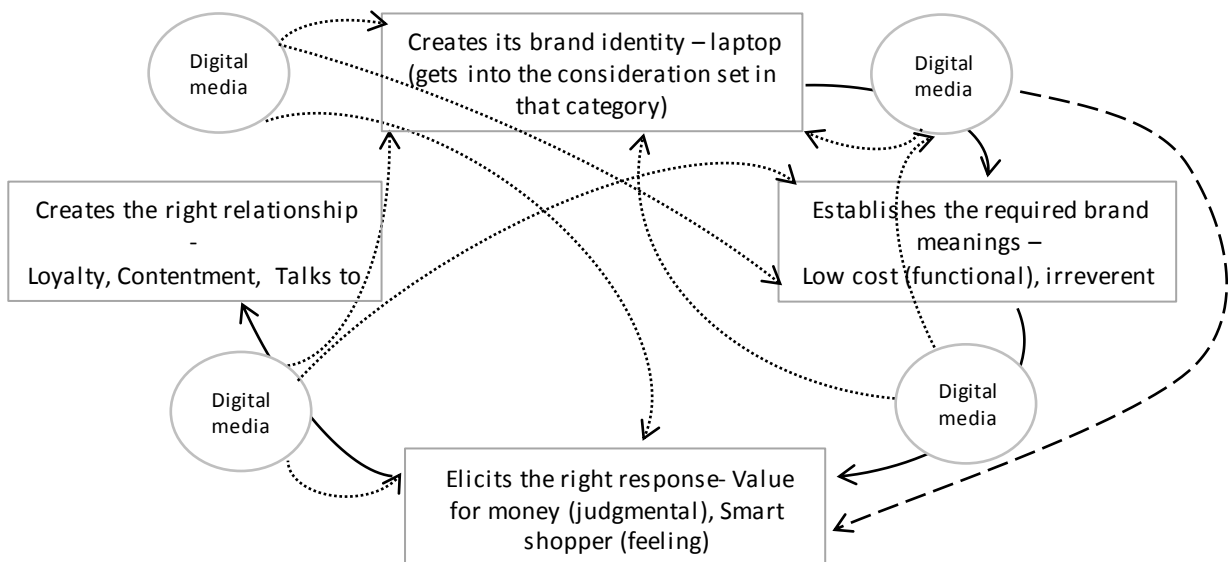 Digital
media
Creates its brand identity – laptop
(gets into the consideration set in
that category)
Digital
media
Creates the right relationship
-
Loyalty, Contentment, Talks to
Establishes the required brand
meanings –
Low cost (functional), irreverent
Digital
media
Digital
media
Elicits the right response- Value
for money (judgmental), Smart
shopper (feeling)